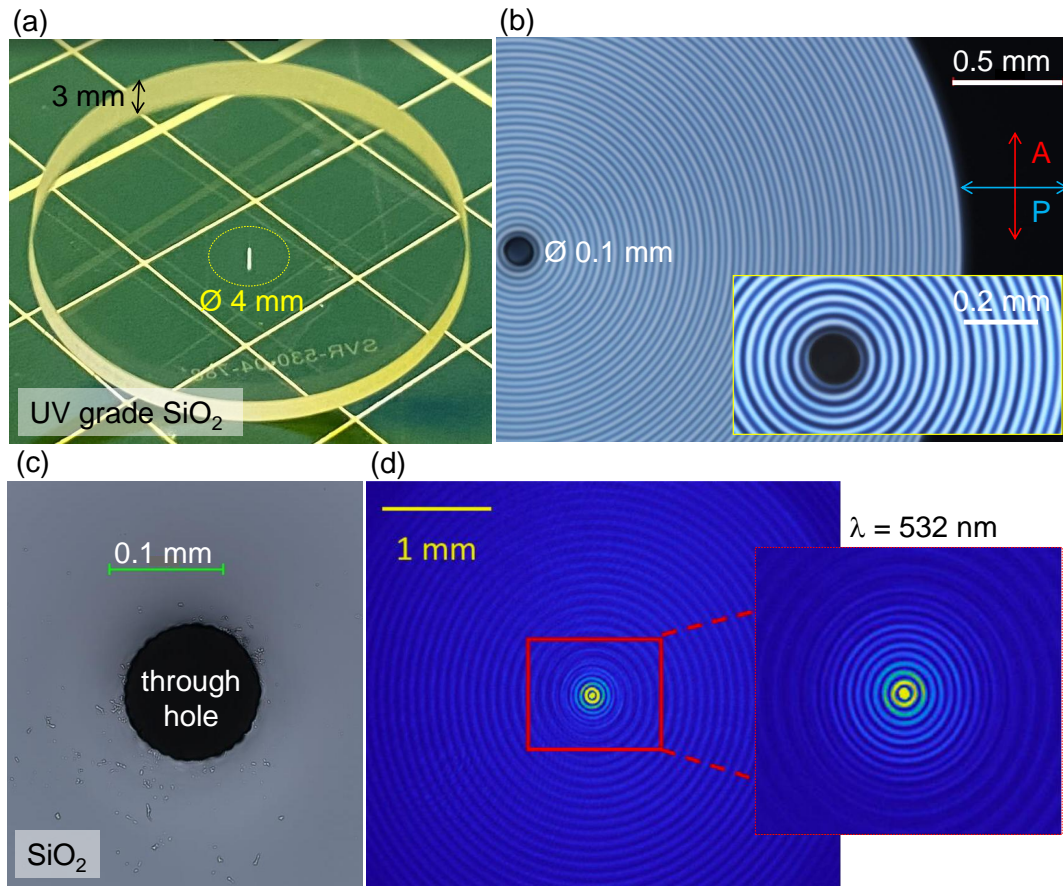 (a)
3 mm
Ø 4 mm
UV grade SiO₂
(b)
0.5 mm
A
P
Ø 0.1 mm
0.2 mm
(c)
0.1 mm
through
hole
SiO₂
(d)
1 mm
λ = 532 nm